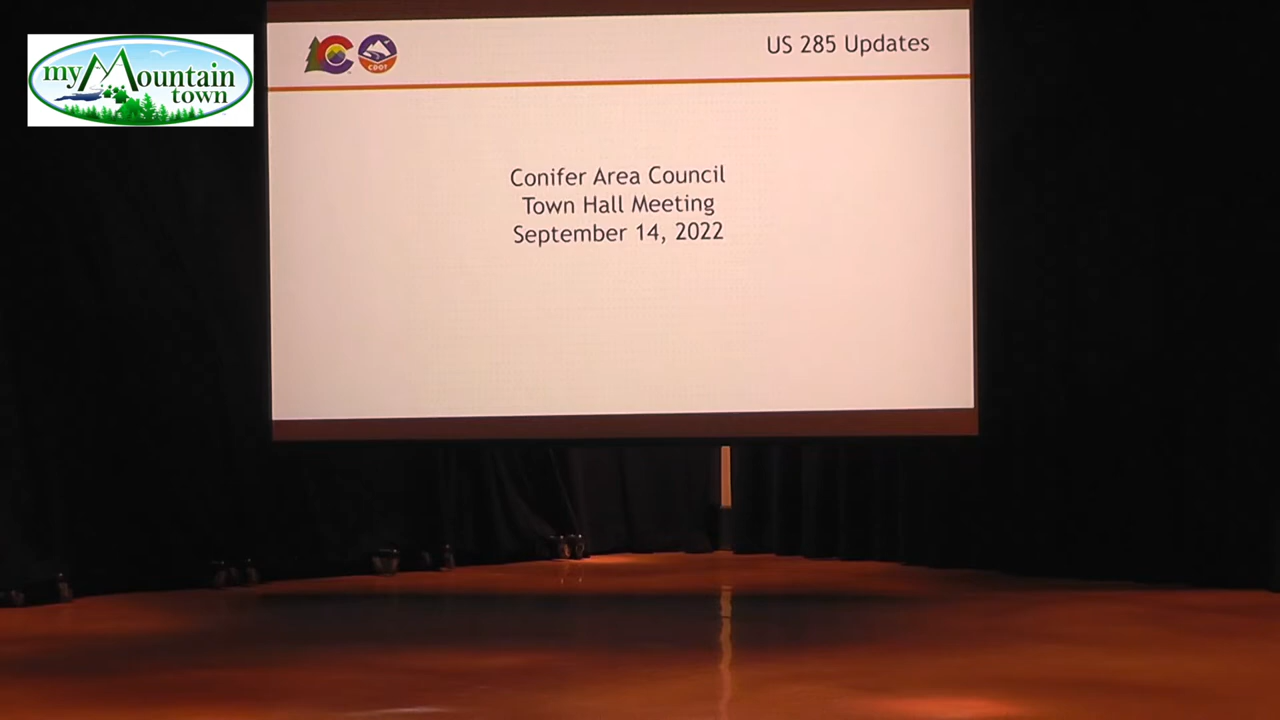 my Mountain
town
CDOT
US 285 Updates
Conifer Area Council
Town Hall Meeting
September 14, 2022